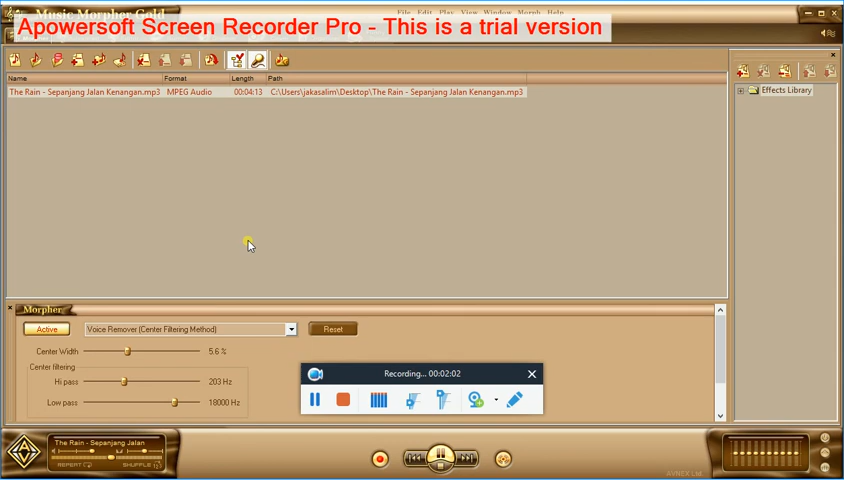 Music Morpher Gold
File Edit Play View Window Morph Help
Apowersoft Screen Recorder Pro - This is a trial version
Name Format Length Path
The Rain - Sepanjang Jalan Kenangan.mp3 MPEG Audio 00:04:13 C:\Users\jakasalim\Desktop\The Rain - Sepanjang Jalan Kenangan.mp3
Effects Library
Morpher
Active Voice Remover (Center Filtering Method) Reset
Center Width 5.6 %
Center filtering
Hi pass 203 Hz
Low pass 18000 Hz
Recording... 00:02:02
The Rain - Sepanjang Jalan
REPEAT SHUFFLE
AVNEX Ltd.